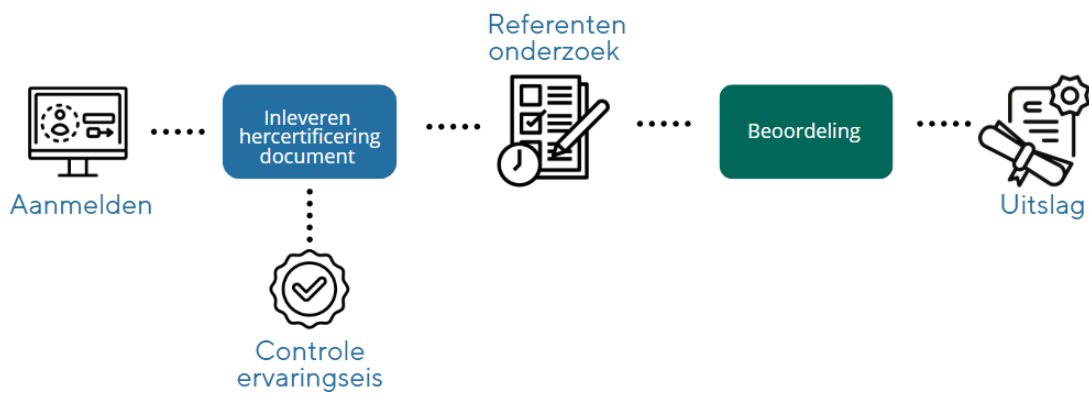 Aanmelden
Inleveren
hercertificering
document
Controle
ervaringseis
Referenten
onderzoek
Beoordeling
Uitslag